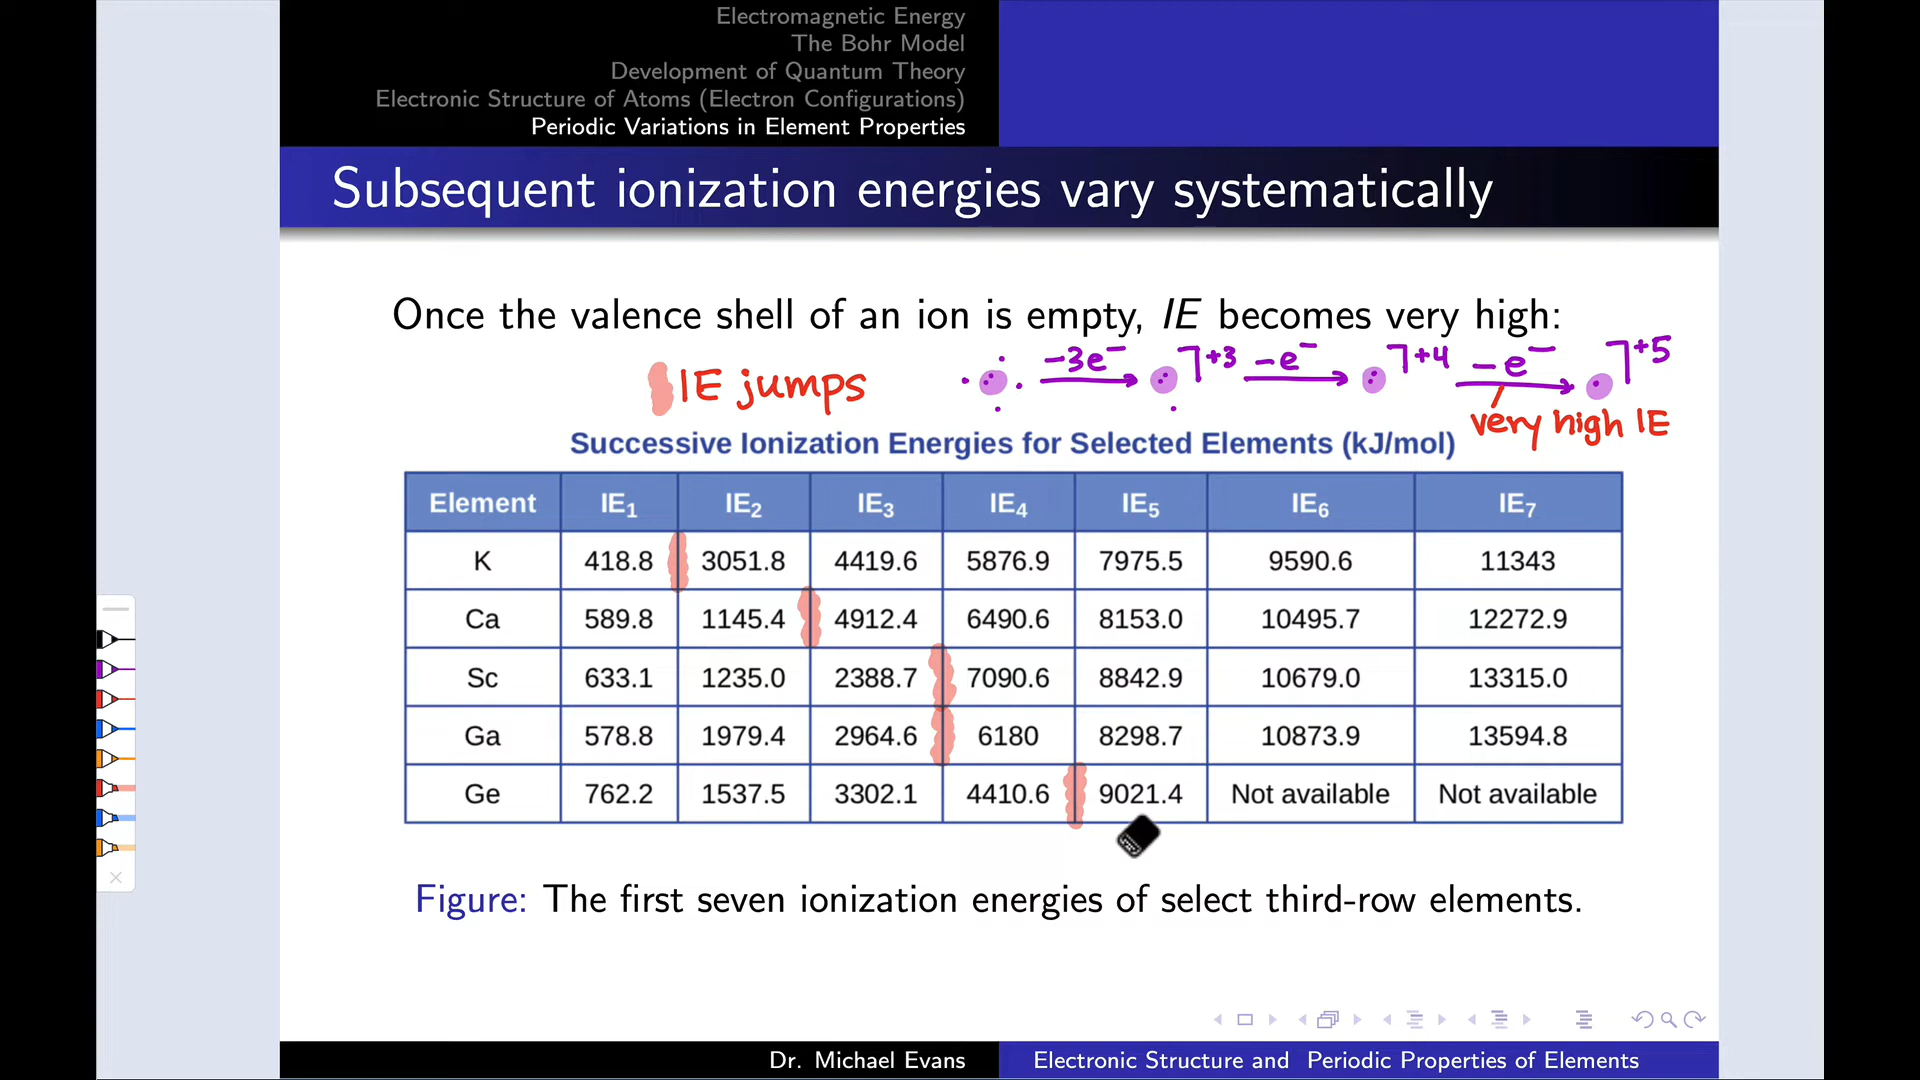 Electromagnetic Energy
The Bohr Model
Development of Quantum Theory
Electronic Structure of Atoms (Electron Configurations)
Periodic Variations in Element Properties
Subsequent ionization energies vary systematically
Once the valence shell of an ion is empty, IE becomes very high:
−3e⁻ ⁺³ −e⁻ ⁺⁴ −e⁻ ⁺⁵
IE jumps
very high IE
Successive Ionization Energies for Selected Elements (kJ/mol)
Element IE₁ IE₂ IE₃ IE₄ IE₅ IE₆ IE₇
K 418.8 3051.8 4419.6 5876.9 7975.5 9590.6 11343
Ca 589.8 1145.4 4912.4 6490.6 8153.0 10495.7 12272.9
Sc 633.1 1235.0 2388.7 7090.6 8842.9 10679.0 13315.0
Ga 578.8 1979.4 2964.6 6180 8298.7 10873.9 13594.8
Ge 762.2 1537.5 3302.1 4410.6 9021.4 Not available Not available
Figure: The first seven ionization energies of select third-row elements.
Dr. Michael Evans Electronic Structure and Periodic Properties of Elements